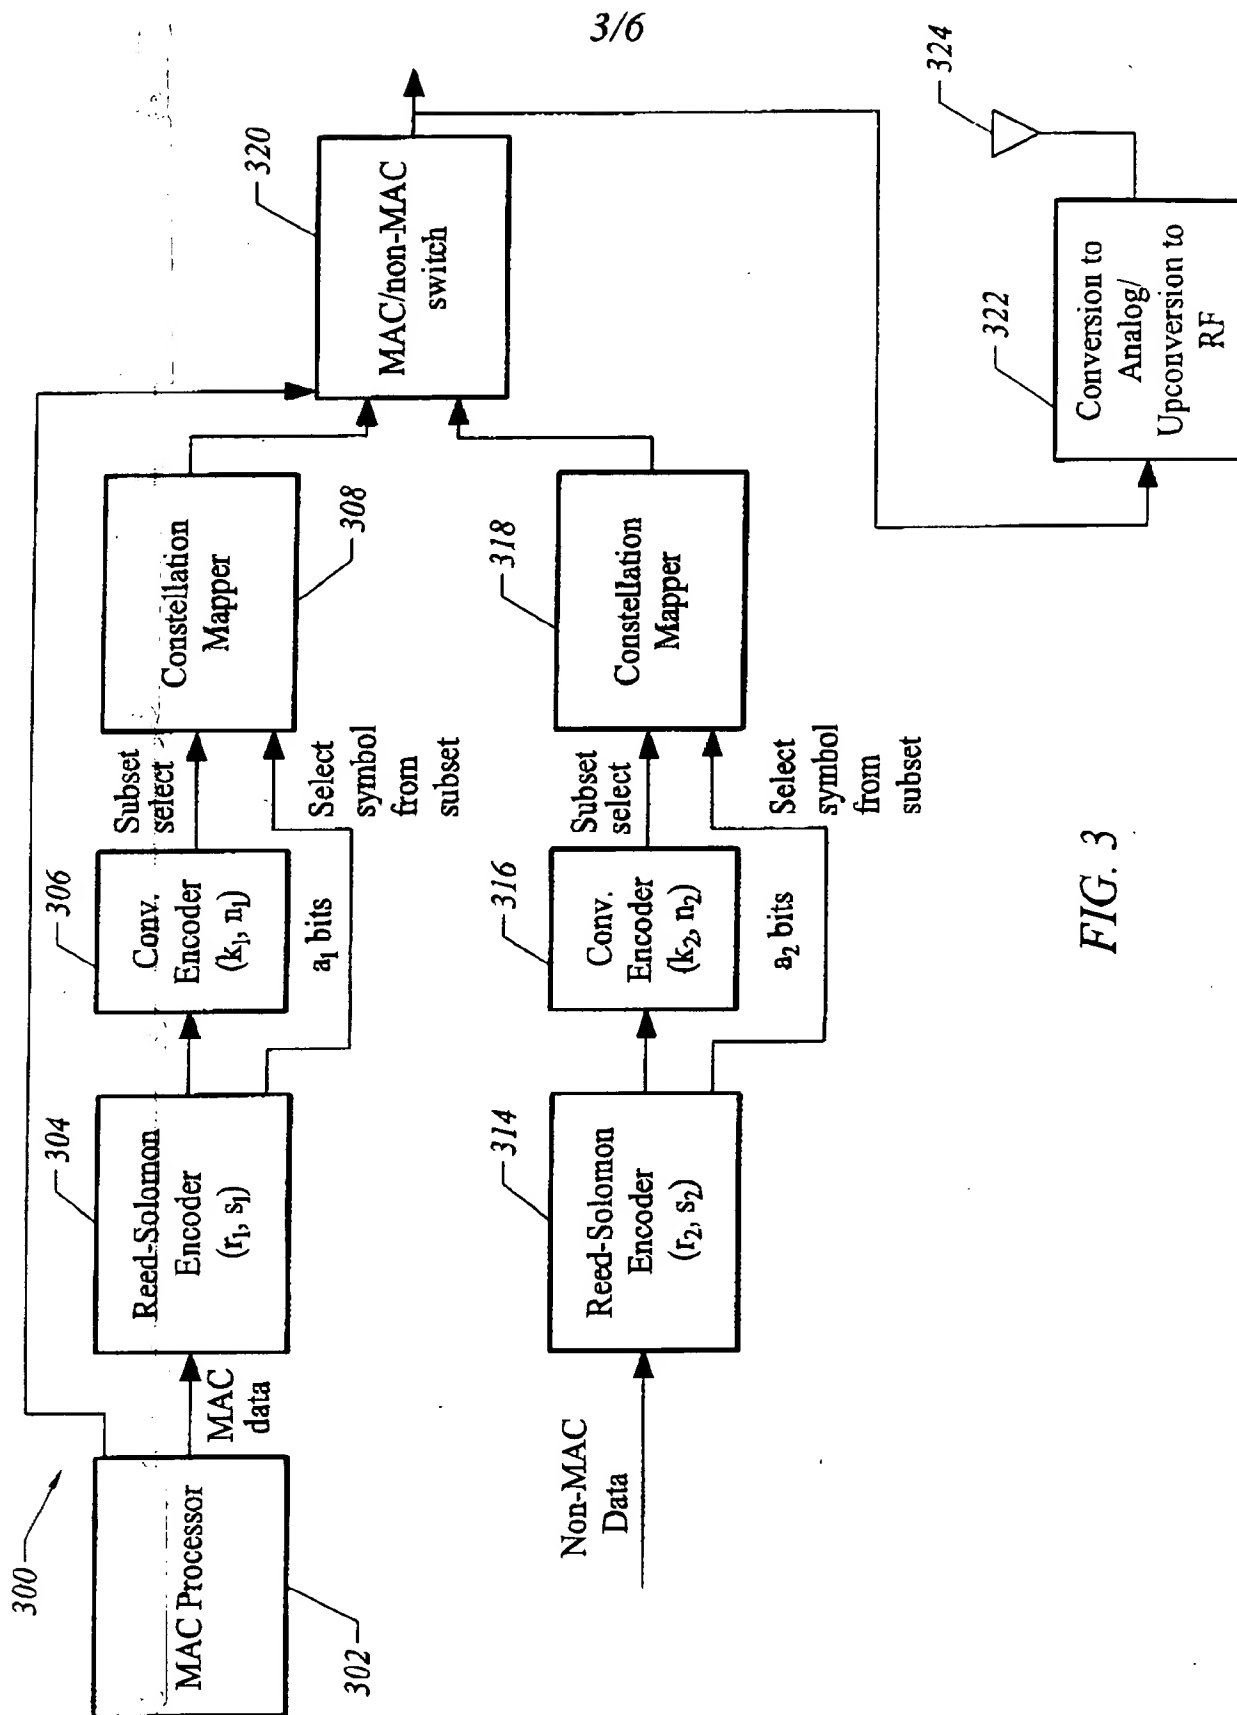 3/6
300
MAC Processor
302
MAC
data
304
Reed-Solomon
Encoder
(r1, s1)
306
Conv.
Encoder
(k1, n1)
a1 bits
Subset
select
Select
symbol
from
subset
Constellation
Mapper
308
320
MAC/non-MAC
switch
Non-MAC
Data
314
Reed-Solomon
Encoder
(r2, s2)
316
Conv.
Encoder
(k2, n2)
a2 bits
Subset
select
Select
symbol
from
subset
318
Constellation
Mapper
322
Conversion to
Analog/
Upconversion to
RF
324
FIG. 3